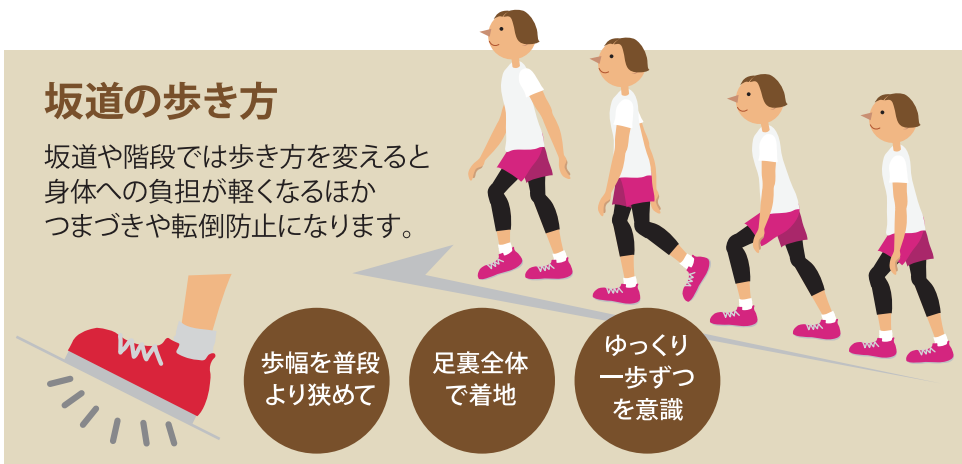 坂道の歩き方
坂道や階段では歩き方を変えると
身体への負担が軽くなるほか
つまづきや転倒防止になります。
歩幅を普段
より狭めて
足裏全体
で着地
ゆっくり
一歩ずつ
を意識